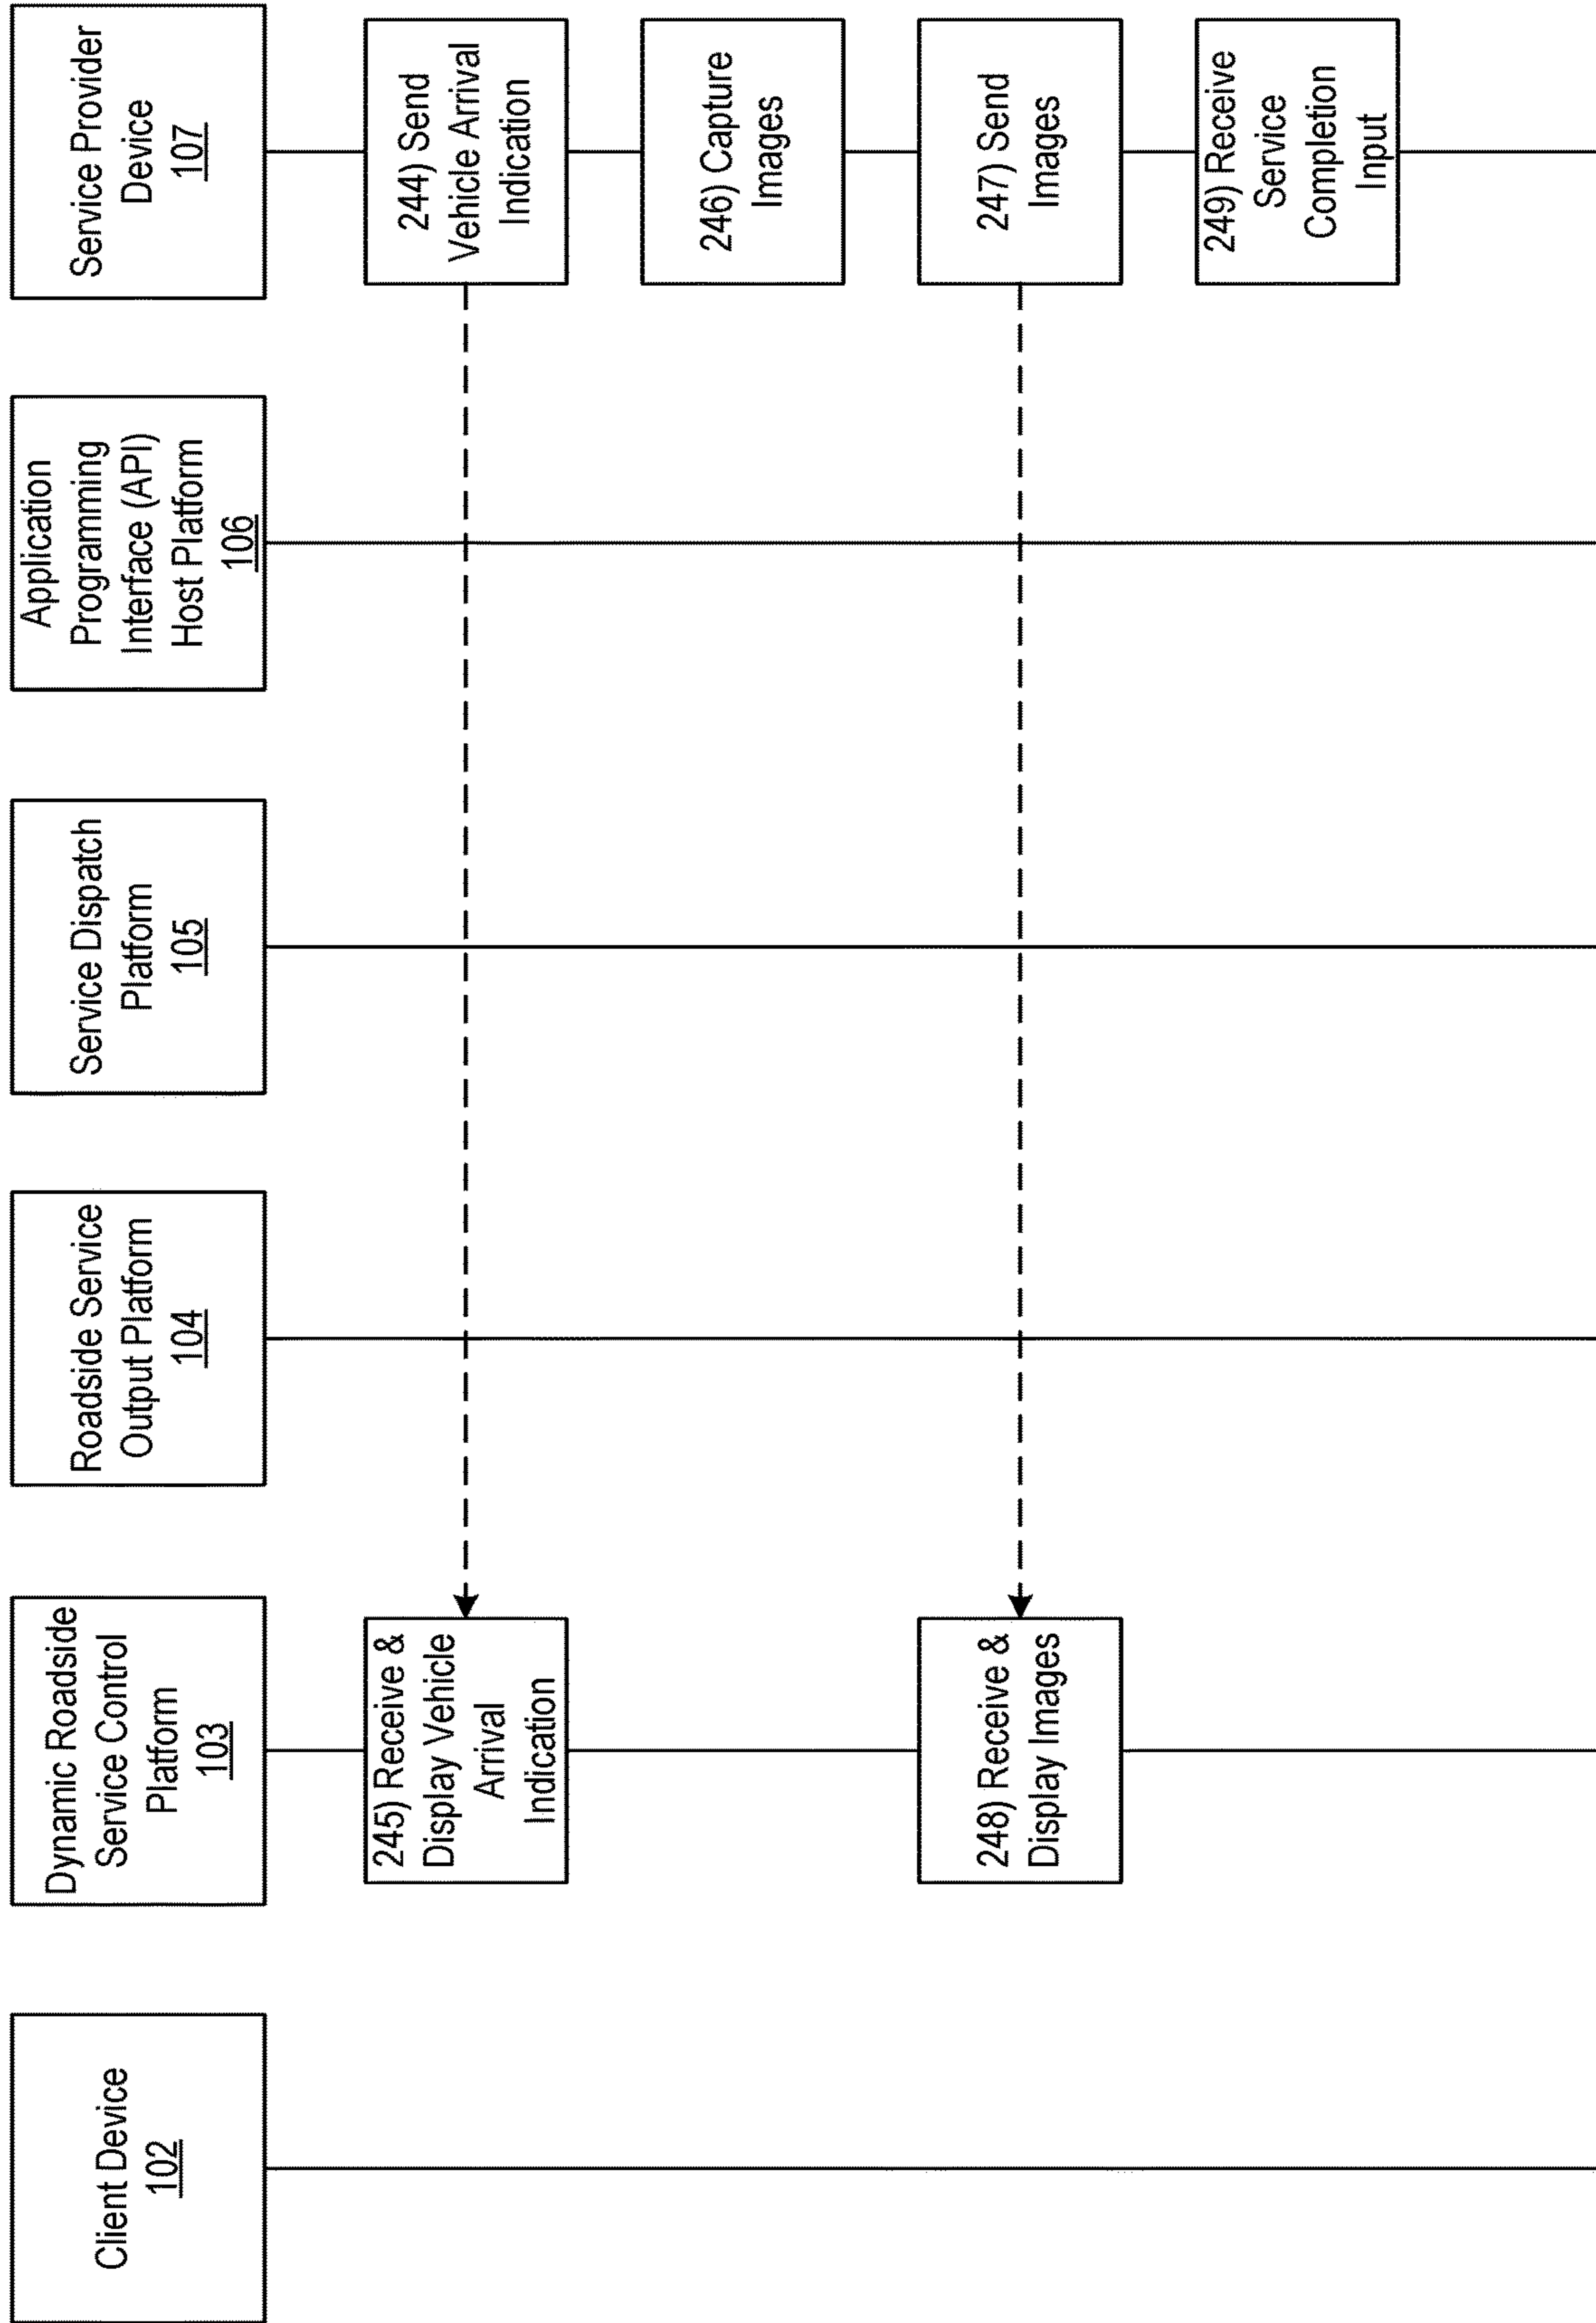 Client Device
102
Dynamic Roadside
Service Control
Platform
103
Roadside Service
Output Platform
104
Service Dispatch
Platform
105
Application
Programming
Interface (API)
Host Platform
106
Service Provider
Device
107
244) Send
Vehicle Arrival
Indication
245) Receive &
Display Vehicle
Arrival
Indication
246) Capture
Images
247) Send
Images
248) Receive &
Display Images
249) Receive
Service
Completion
Input